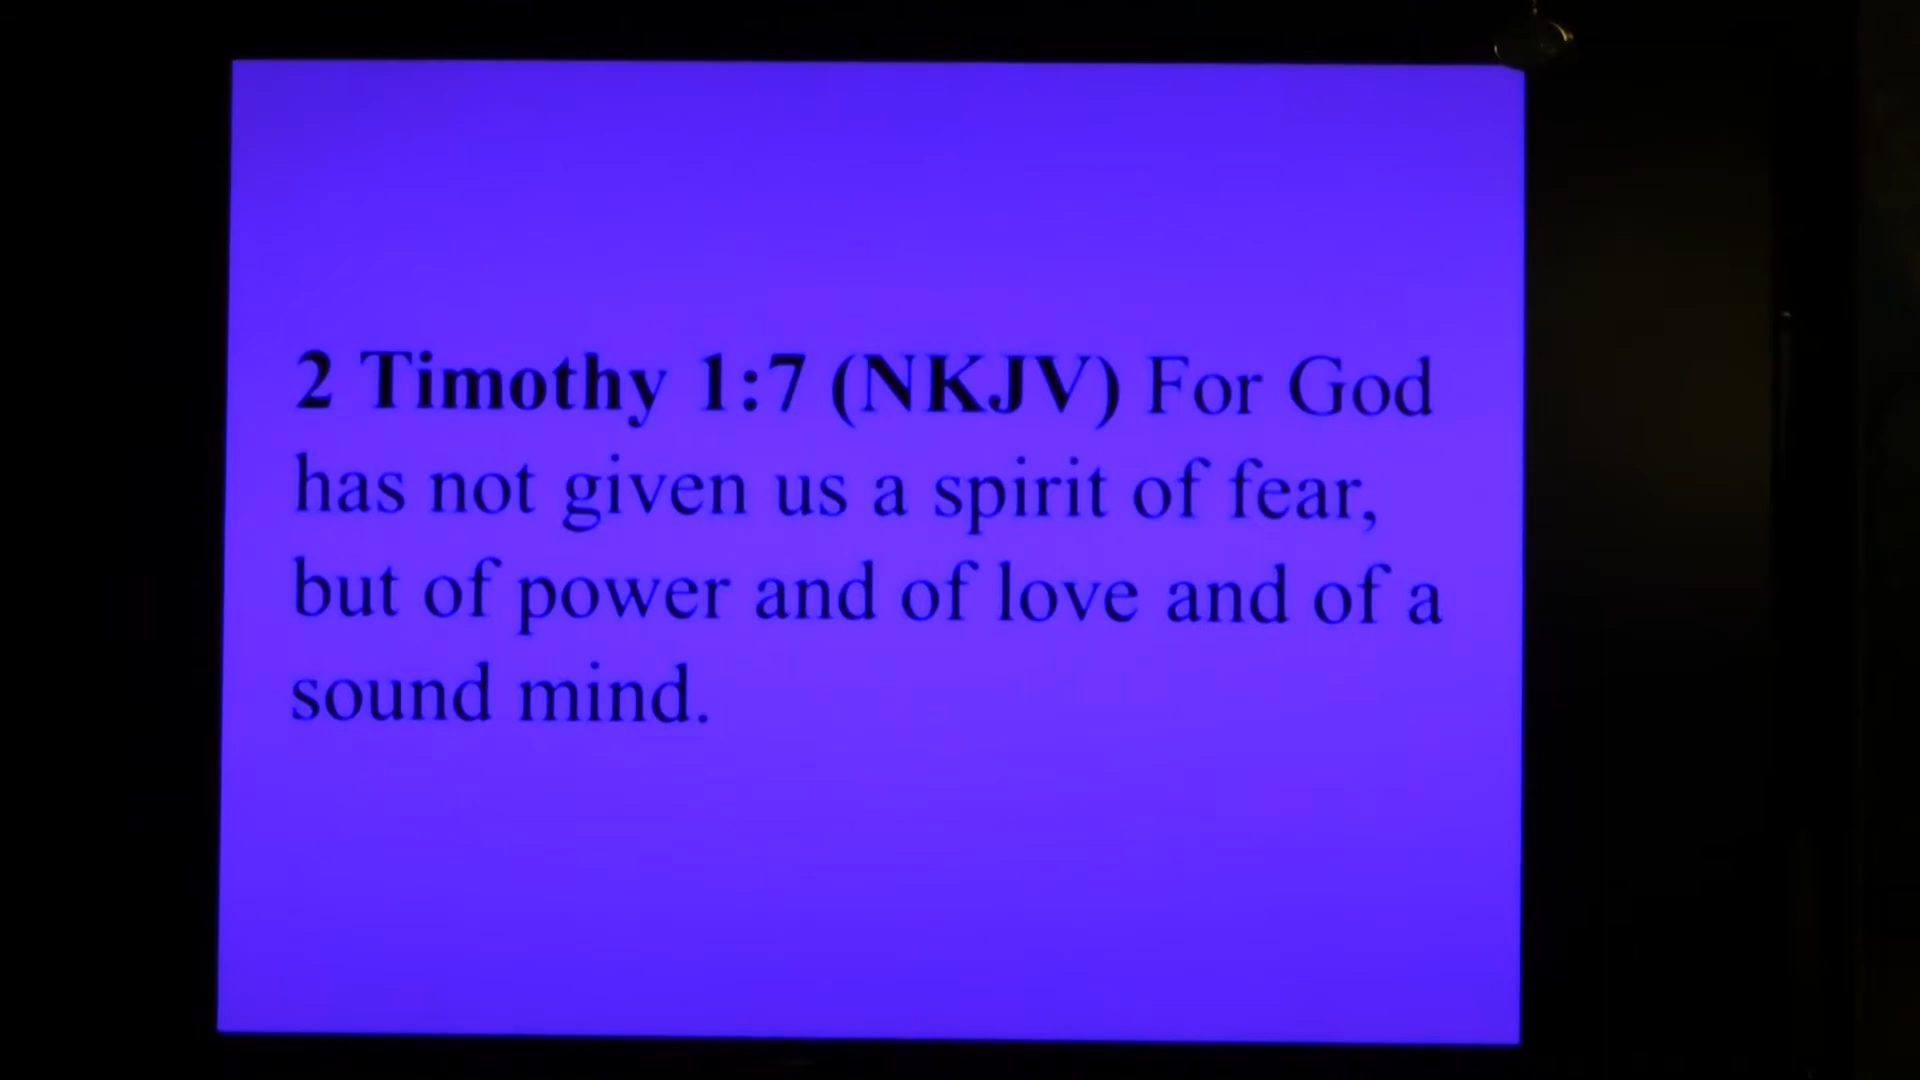 2 Timothy 1:7 (NKJV) For God
has not given us a spirit of fear,
but of power and of love and of a
sound mind.